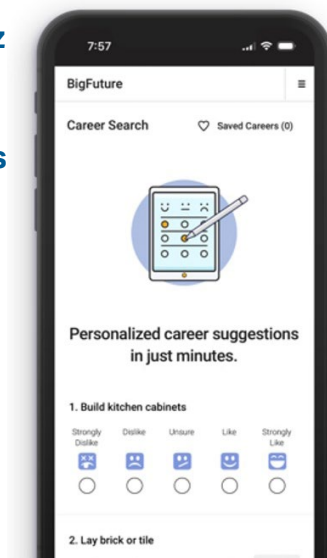 z
s
7:57
BigFuture
Career Search
Saved Careers (0)
Personalized career suggestions
in just minutes.
1. Build kitchen cabinets
Strongly Dislike Dislike Unsure Like Strongly Like
2. Lay brick or tile